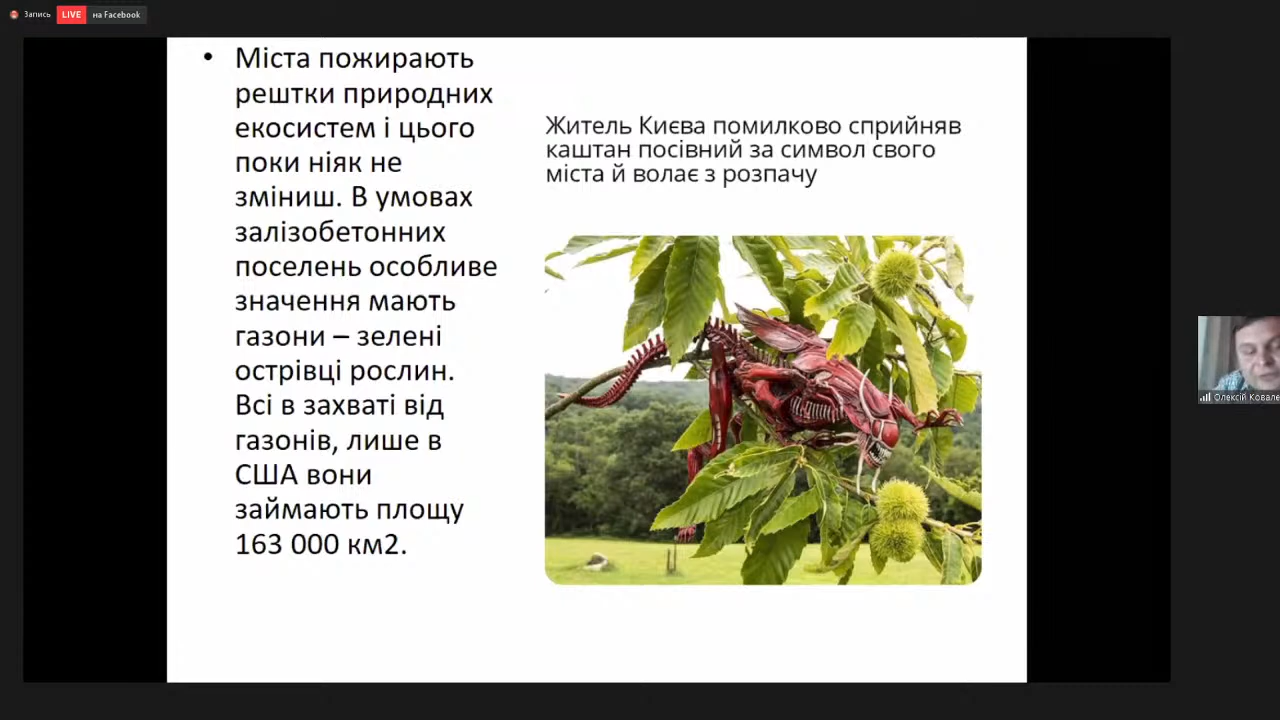 Запись
LIVE
на Facebook
• Міста пожирають
рештки природних
екосистем і цього
поки ніяк не
зміниш. В умовах
залізобетонних
поселень особливе
значення мають
газони – зелені
острівці рослин.
Всі в захваті від
газонів, лише в
США вони
займають площу
163 000 км2.
Житель Києва помилково сприйняв
каштан посівний за символ свого
міста й волає з розпачу
Олексій Ковале